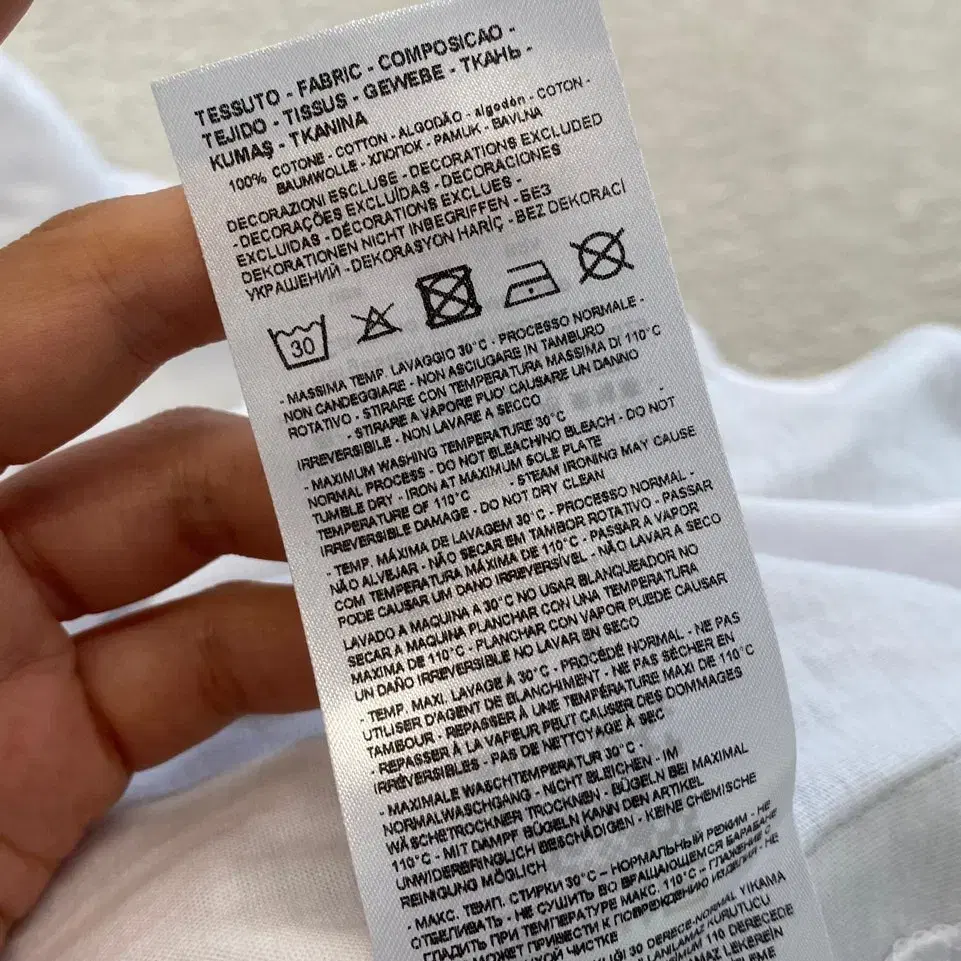 TESSUTO - FABRIC - COMPOSICAO -
TEJIDO - TISSUS - GEWEBE - ТКАНЬ -
KUMAŞ - TKANINA
100% COTONE - COTTON - ALGODÃO - Algodón - COTON -
BAUMWOLLE - ХЛОПОК - PAMUK - BAVLNA
DECORAZIONI ESCLUSE - DECORATIONS EXCLUDED
- DECORAÇÕES EXCLUÍDAS - DECORACIONES
EXCLUIDAS - DÉCORATIONS EXCLUES -
DEKORATIONEN NICHT INBEGRIFFEN - БЕЗ
УКРАШЕНИЙ - DEKORASYON HARIÇ - BEZ DEKORACÍ
30
- MASSIMA TEMP. LAVAGGIO 30°C - PROCESSO NORMALE -
NON CANDEGGIARE - NON ASCIUGARE IN TAMBURO
ROTATIVO - STIRARE CON TEMPERATURA MASSIMA DI 110°C
- STIRARE A VAPORE PUO' CAUSARE UN DANNO
IRREVERSIBILE - NON LAVARE A SECCO
- MAXIMUM WASHING TEMPERATURE 30°C
NORMAL PROCESS - DO NOT BLEACHNO BLEACH - DO NOT
TUMBLE DRY - IRON AT MAXIMUM SOLE PLATE
TEMPERATURE OF 110°C - STEAM IRONING MAY CAUSE
IRREVERSIBLE DAMAGE - DO NOT DRY CLEAN
- TEMP. MÁXIMA DE LAVAGEM 30°C - PROCESSO NORMAL -
NÃO ALVEJAR - NÃO SECAR EM TAMBOR ROTATIVO - PASSAR
COM TEMPERATURA MÁXIMA DE 110°C - PASSAR A VAPOR
PODE CAUSAR UM DANO IRREVERSÍVEL - NÃO LAVAR A SECO
LAVADO A MAQUINA A 30°C NO USAR BLANQUEADOR NO
SECAR A MAQUINA PLANCHAR CON UNA TEMPERATURA
MAXIMA DE 110°C - PLANCHAR CON VAPOR PUEDE CAUSAR
UN DAÑO IRREVERSIBLE NO LAVAR EN SECO
- TEMP. MAXI. LAVAGE À 30°C - PROCÉDÉ NORMAL - NE PAS
UTILISER D'AGENT DE BLANCHIMENT - NE PAS SÉCHER EN
TAMBOUR - REPASSER À UNE TEMPÉRATURE MAXI DE 110°C
- REPASSER À LA VAPEUR PEUT CAUSER DES DOMMAGES
IRRÉVERSIBLES - PAS DE NETTOYAGE À SEC
- MAXIMALE WASCHTEMPERATUR 30°C -
NORMALWASCHGANG - NICHT BLEICHEN - IM
WÄSCHETROCKNER TROCKNEN - BÜGELN BEI MAXIMAL
110°C - MIT DAMPF BÜGELN KANN DEN ARTIKEL
UNWIDERBRINGLICH BESCHÄDIGEN - KEINE CHEMISCHE
REINIGUNG MÖGLICH
- МАКС. ТЕМП. СТИРКИ 30°C – НОРМАЛЬНЫЙ РЕЖИМ - НЕ
ОТБЕЛИВАТЬ - НЕ СУШИТЬ ВО ВРАЩАЮЩЕМСЯ БАРАБАНЕ
ГЛАДИТЬ ПРИ ТЕМПЕРАТУРЕ МАКС. 110°C – ГЛАЖЕНИЕ С
МОЖЕТ ПРИВЕСТИ К ПОВРЕЖДЕНИЮ ИЗДЕЛИЯ - НЕ
ЧИСТКЕ
30 DERECE-NORMAL YIKAMA
KURUTUCU
110 DERECEDE
LEKEREİN